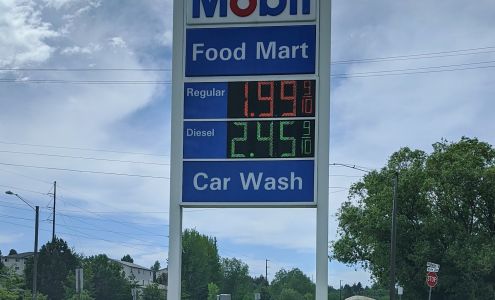 Mobil
Food Mart
Regular 1.99 9/10
Diesel 2.45 9/10
Car Wash